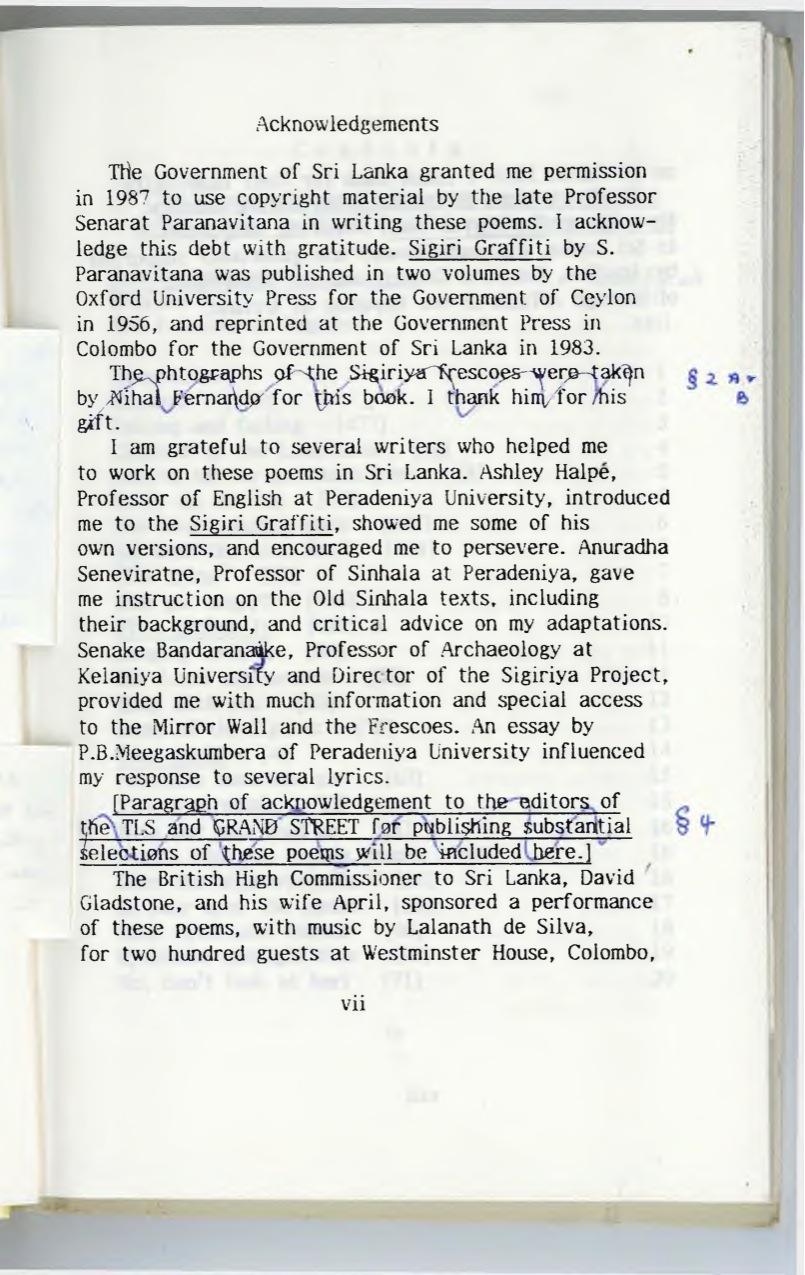 Acknowledgements
The Government of Sri Lanka granted me permission
in 1987 to use copyright material by the late Professor
Senarat Paranavitana in writing these poems. I acknow-
ledge this debt with gratitude. Sigiri Graffiti by S.
Paranavitana was published in two volumes by the
Oxford University Press for the Government of Ceylon
in 1956, and reprinted at the Government Press in
Colombo for the Government of Sri Lanka in 1983.
The phtographs of the Sigiriya frescoes were taken
by Nihal Fernando for this book. I thank him for his
gift.
§ 2 A +
B
I am grateful to several writers who helped me
to work on these poems in Sri Lanka. Ashley Halpé,
Professor of English at Peradeniya University, introduced
me to the Sigiri Graffiti, showed me some of his
own versions, and encouraged me to persevere. Anuradha
Seneviratne, Professor of Sinhala at Peradeniya, gave
me instruction on the Old Sinhala texts, including
their background, and critical advice on my adaptations.
Senake Bandaranayke, Professor of Archaeology at
Kelaniya University and Director of the Sigiriya Project,
provided me with much information and special access
to the Mirror Wall and the Frescoes. An essay by
P.B.Meegaskumbera of Peradeniya University influenced
my response to several lyrics.
[Paragraph of acknowledgement to the editors of
the TLS and GRAND STREET for publishing substantial
selections of these poems will be included here.]
§ 4
The British High Commissioner to Sri Lanka, David
Gladstone, and his wife April, sponsored a performance
of these poems, with music by Lalanath de Silva,
for two hundred guests at Westminster House, Colombo,
vii